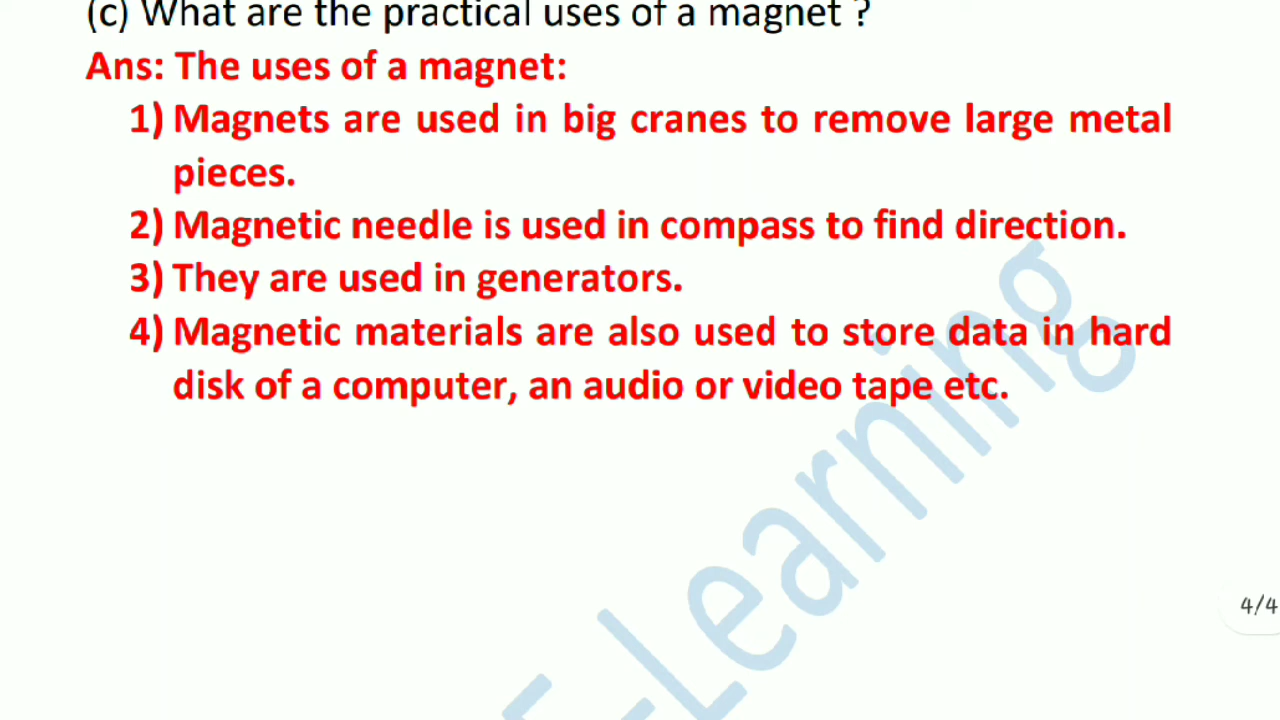 (c) What are the practical uses of a magnet ?
Ans: The uses of a magnet:
1) Magnets are used in big cranes to remove large metal
pieces.
2) Magnetic needle is used in compass to find direction.
3) They are used in generators.
4) Magnetic materials are also used to store data in hard
disk of a computer, an audio or video tape etc.
E-Learning
4/4